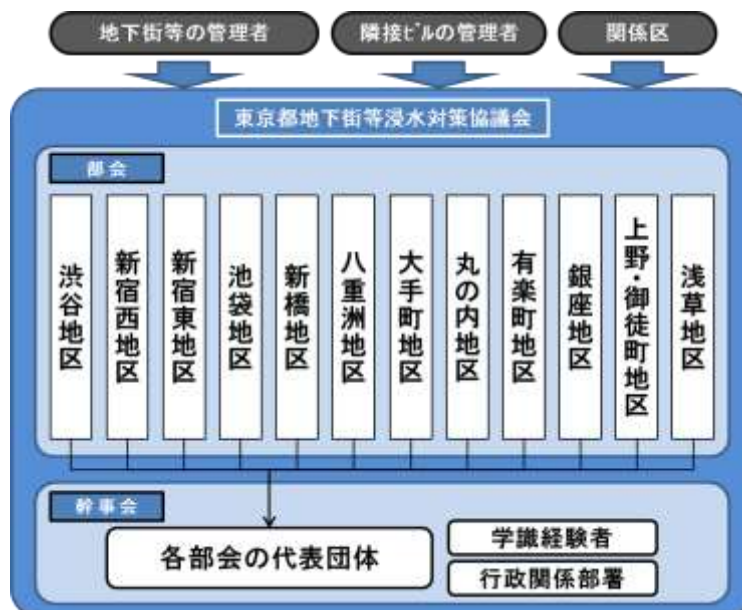 地下街等の管理者
隣接ﾋﾞﾙの管理者
関係区
東京都地下街等浸水対策協議会
部会
渋谷地区
新宿西地区
新宿東地区
池袋地区
新橋地区
八重洲地区
大手町地区
丸の内地区
有楽町地区
銀座地区
上野・御徒町地区
浅草地区
幹事会
各部会の代表団体
学識経験者
行政関係部署